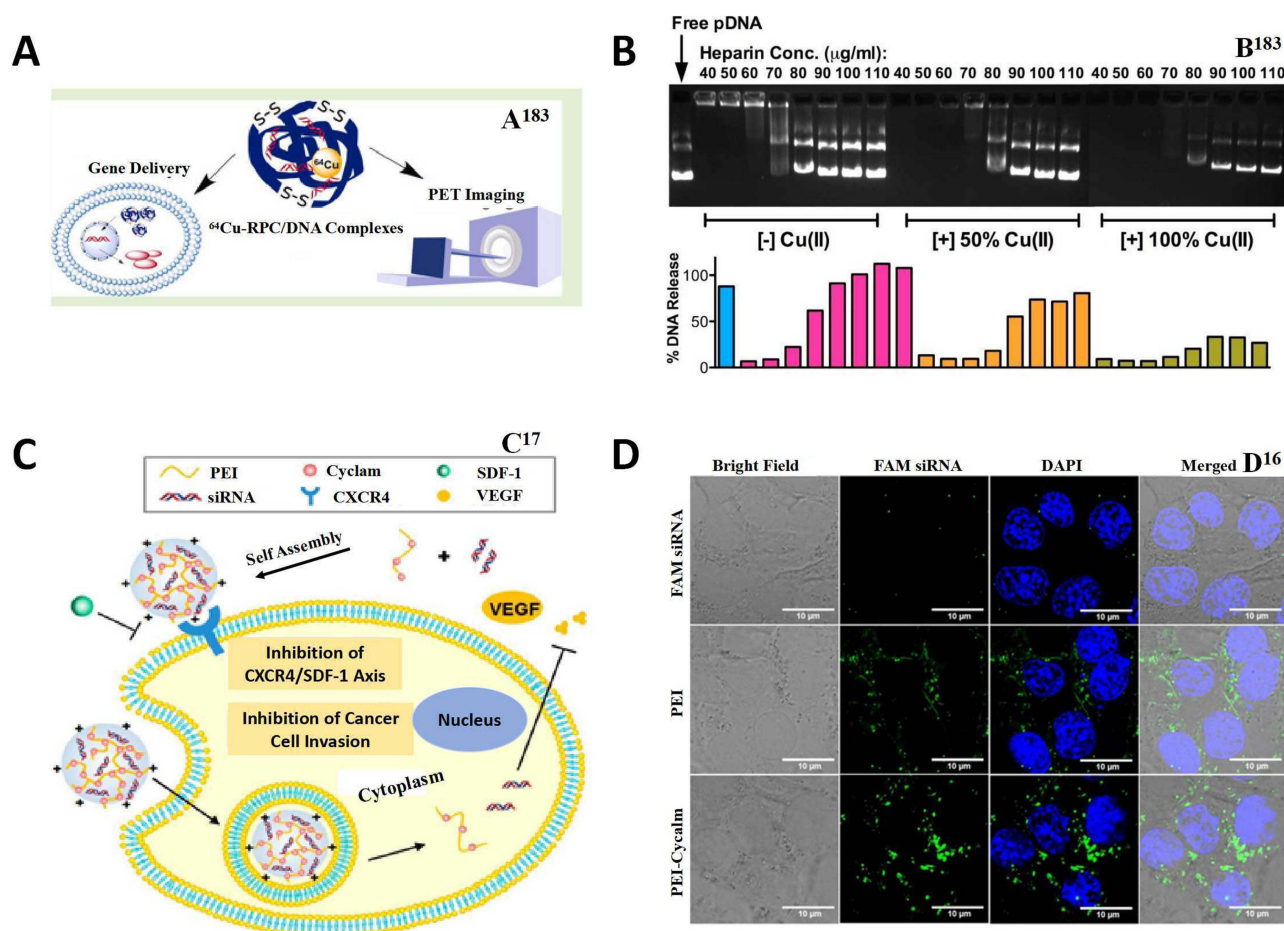 A
A183
S-S
S-S
S-S
64Cu
Gene Delivery
PET Imaging
64Cu-RPC/DNA Complexes
B
Free pDNA
B183
Heparin Conc. (μg/ml):
40 50 60 70 80 90 100 110 40 50 60 70 80 90 100 110 40 50 60 70 80 90 100 110
[-] Cu(II) [+] 50% Cu(II) [+] 100% Cu(II)
% DNA Release
100
50
0
C
C17
PEI Cyclam SDF-1
siRNA CXCR4 VEGF
Self Assembly
+
VEGF
Inhibition of
CXCR4/SDF-1 Axis
Inhibition of Cancer
Cell Invasion
Nucleus
Cytoplasm
D
Bright Field FAM siRNA DAPI Merged D16
FAM siRNA
10 μm 10 μm 10 μm 10 μm
PEI
10 μm 10 μm 10 μm 10 μm
PEI-Cycalm
10 μm 10 μm 10 μm 10 μm